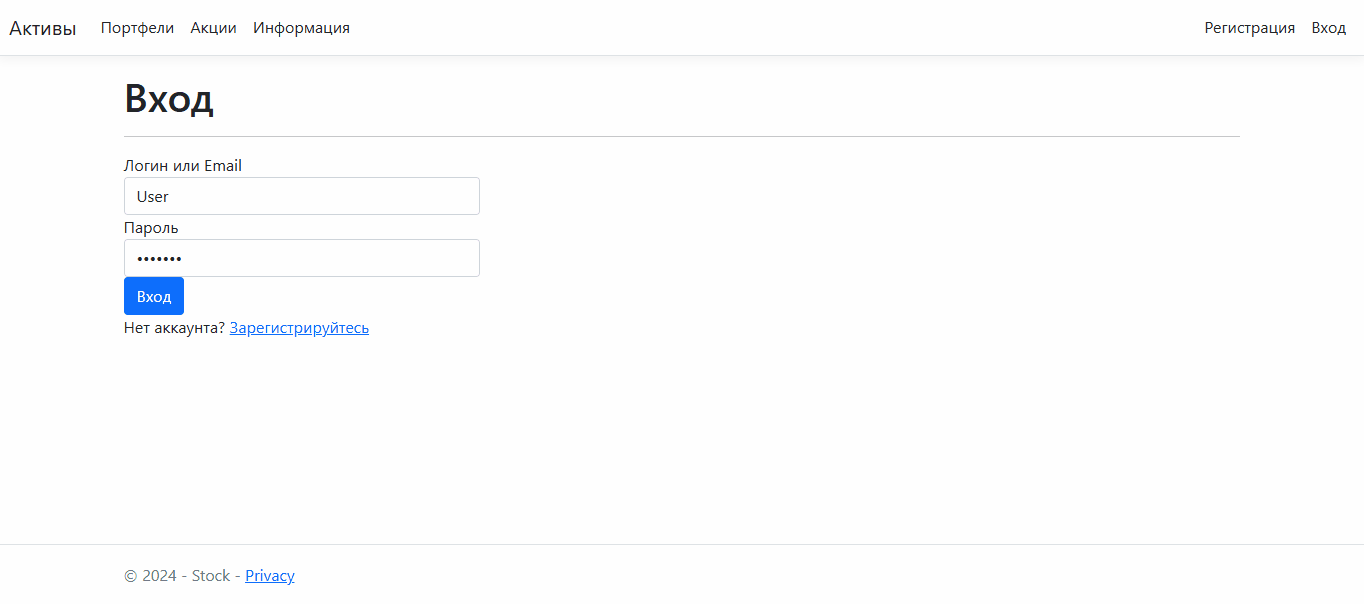 Активы Портфели Акции Информация Регистрация Вход
Вход
Логин или Email
User
Пароль
•••••••
Вход
Нет аккаунта? Зарегистрируйтесь
© 2024 - Stock - Privacy